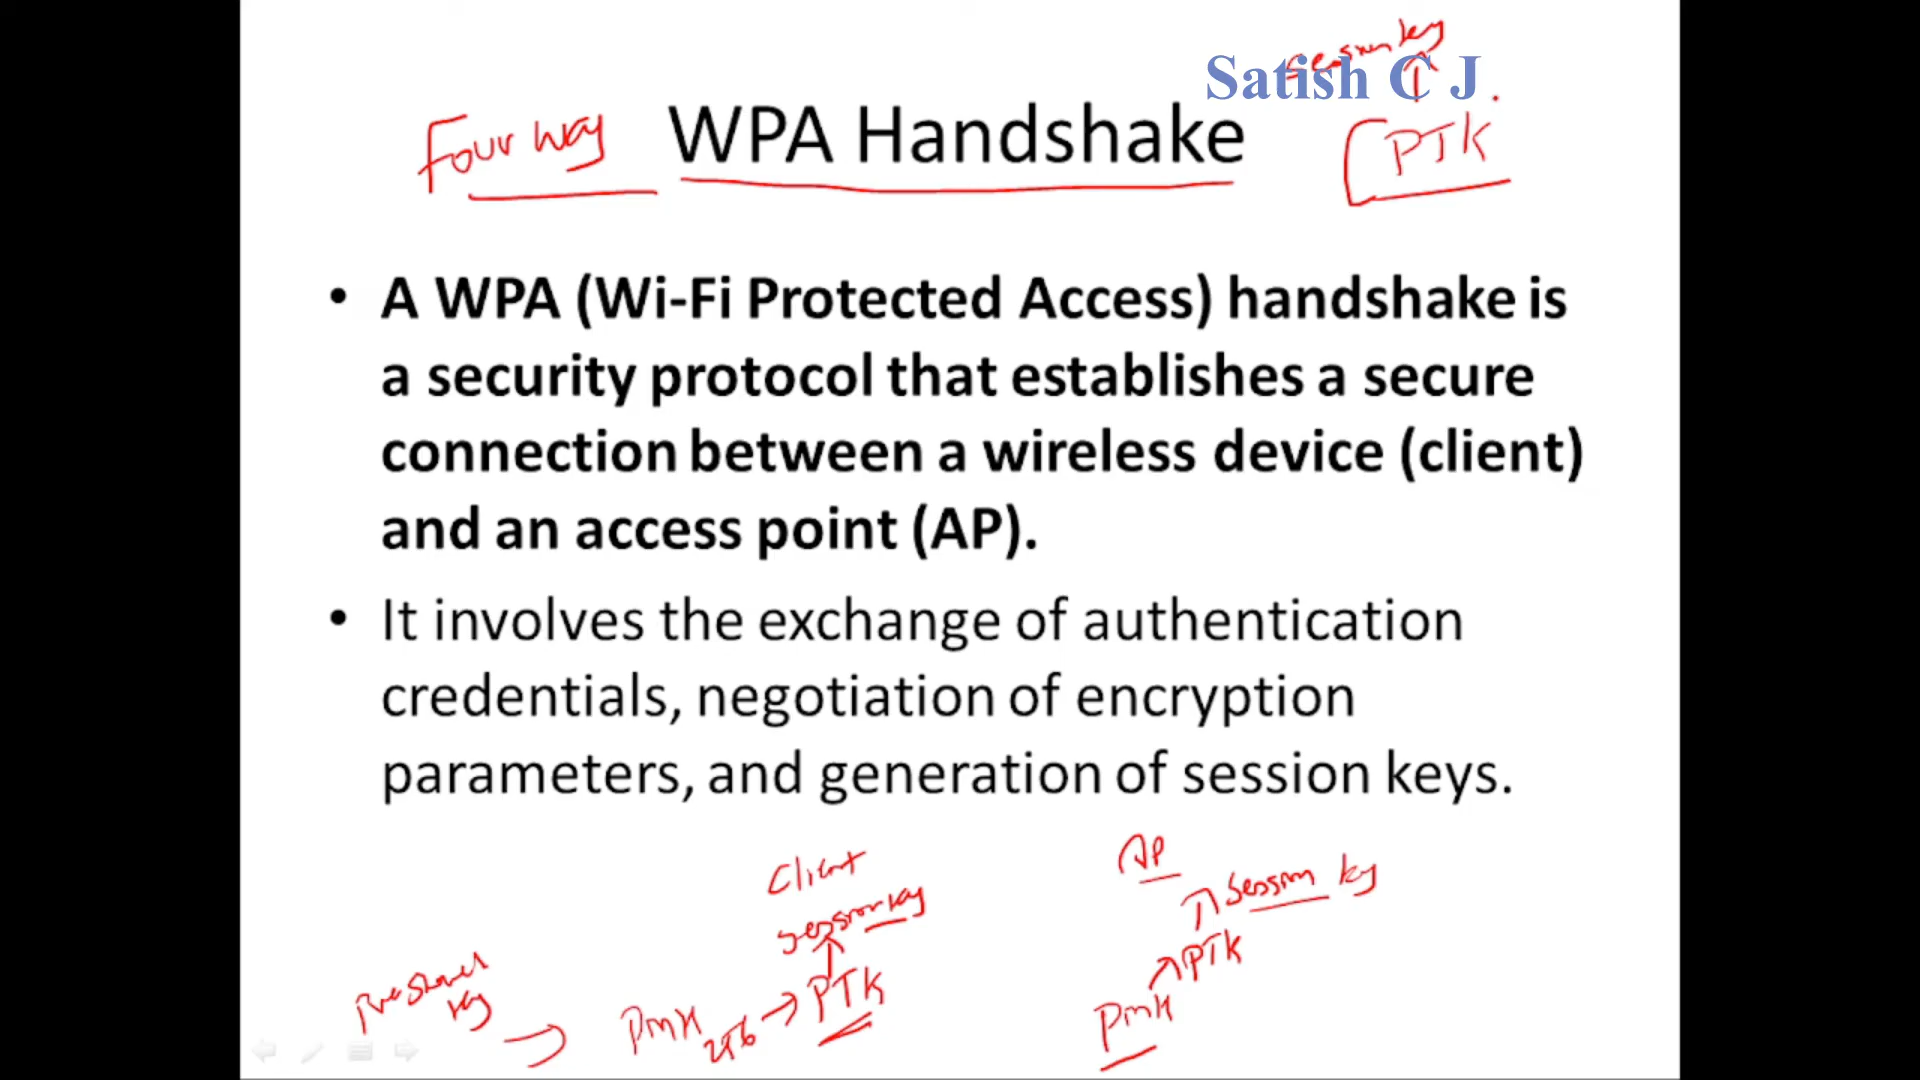 Session key
Satish C J
Four way WPA Handshake PTK
• A WPA (Wi-Fi Protected Access) handshake is
a security protocol that establishes a secure
connection between a wireless device (client)
and an access point (AP).
• It involves the exchange of authentication
credentials, negotiation of encryption
parameters, and generation of session keys.
Client
AP
Session key
Session key
PTK
Preshared
key
PMK
256
PTK
PMK